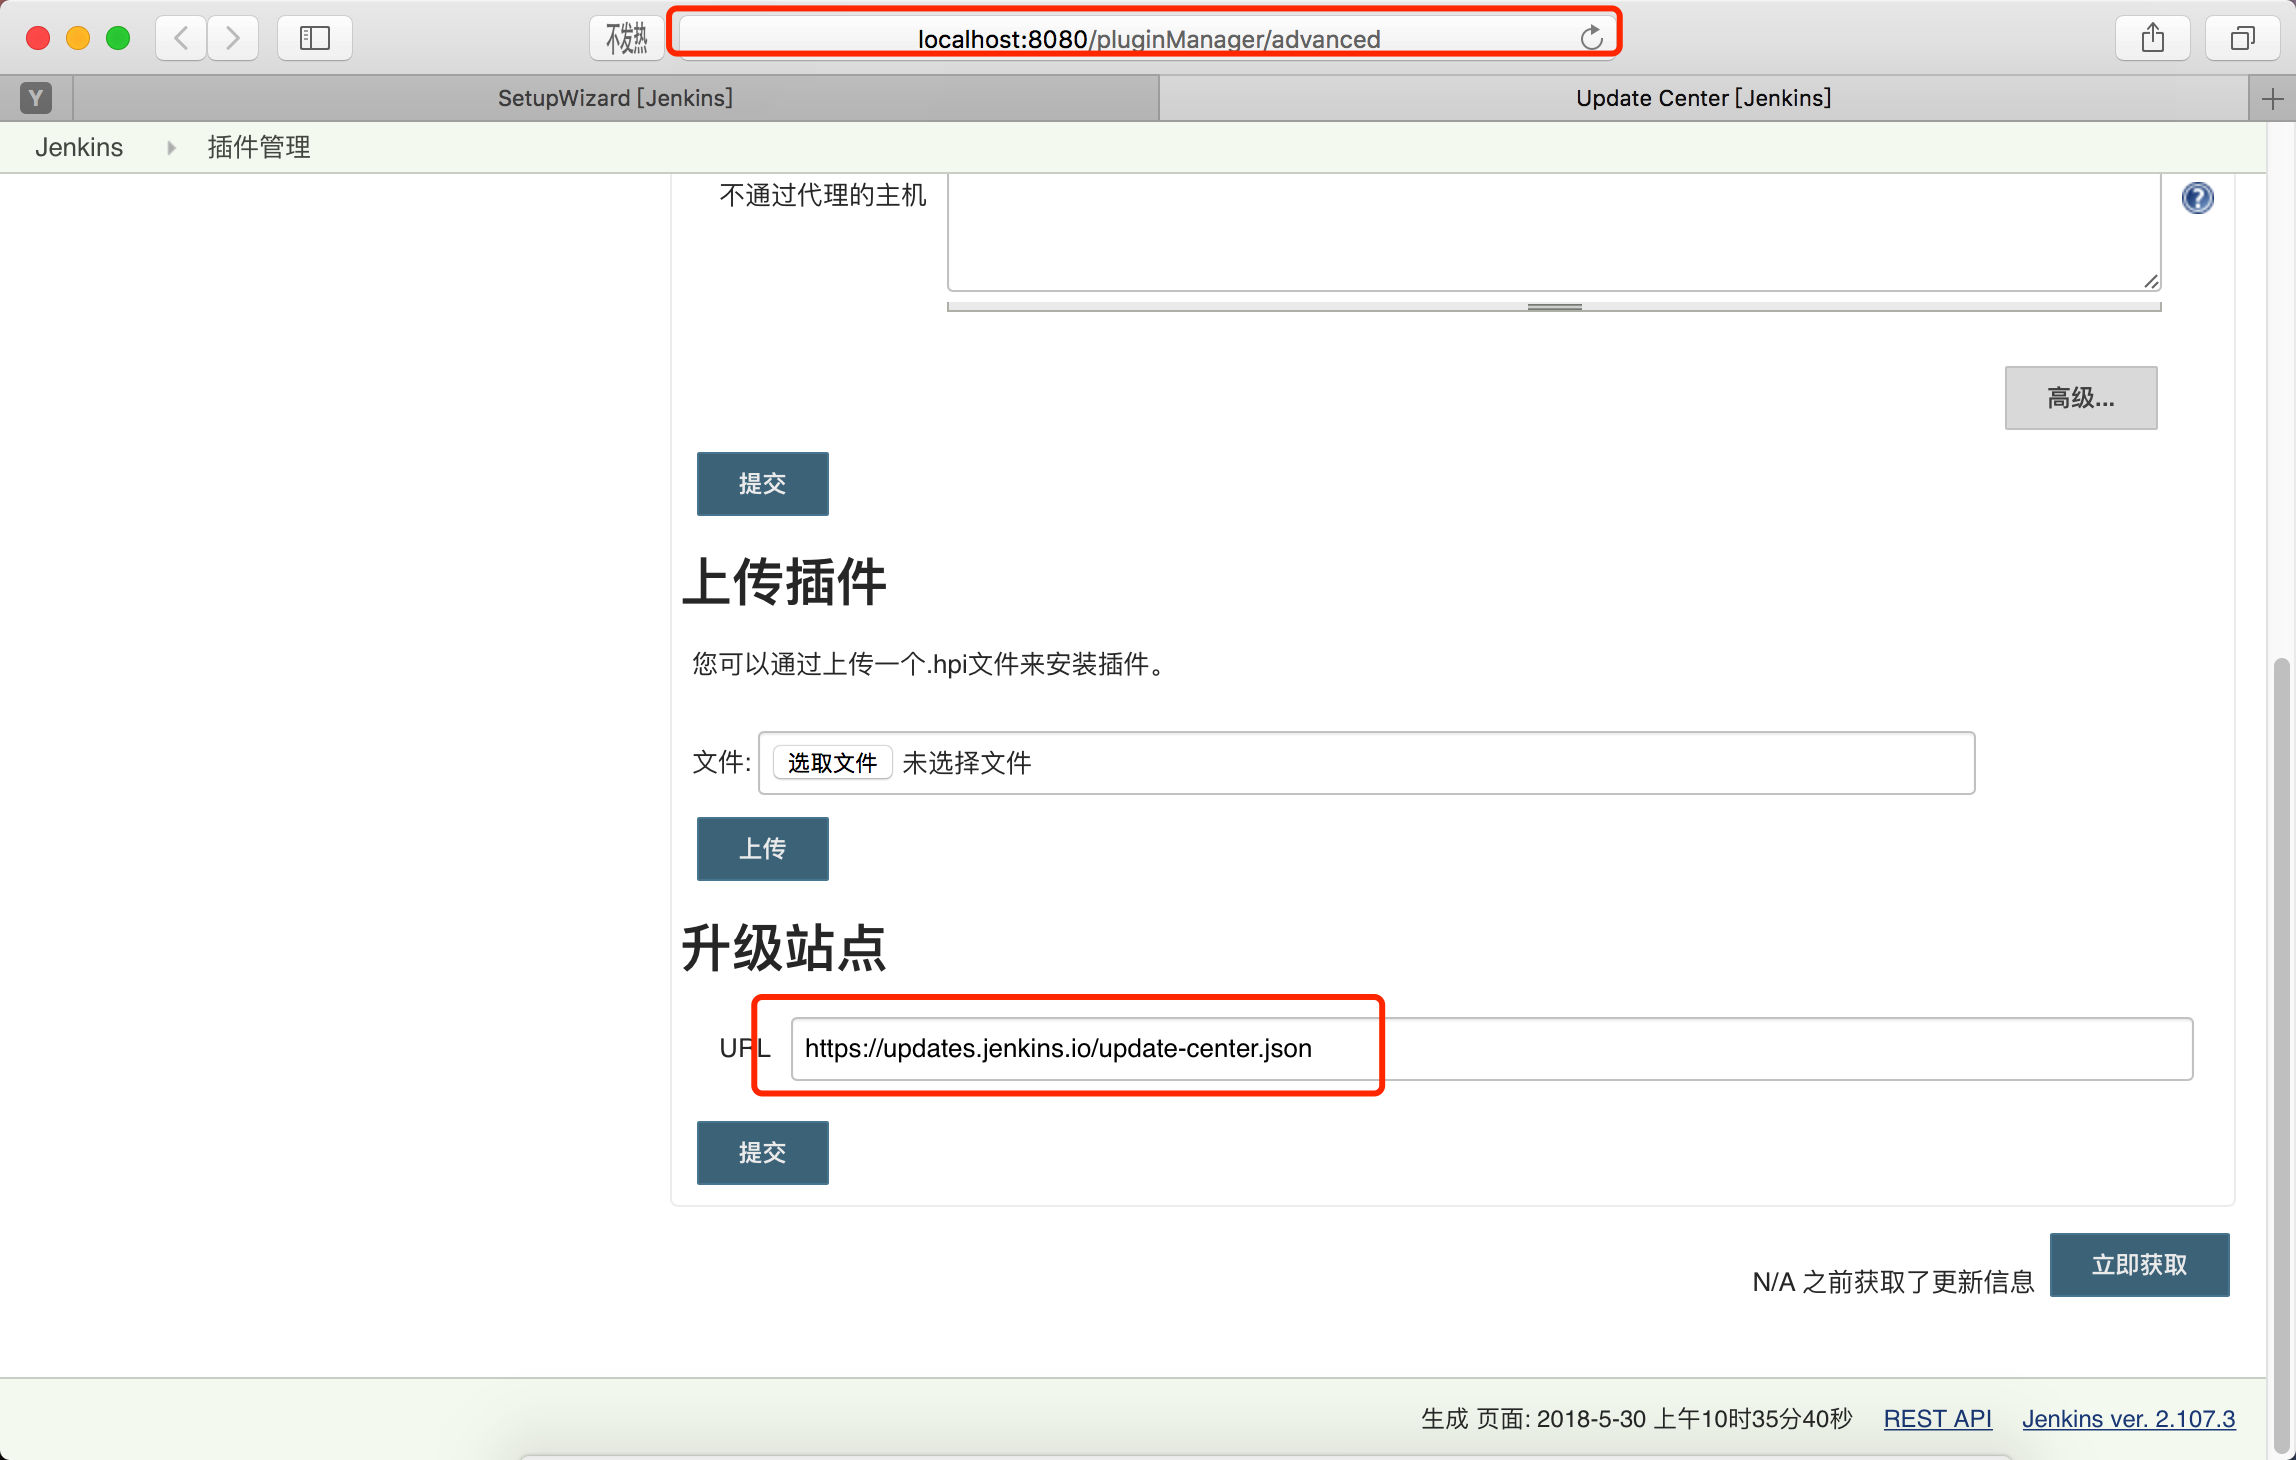 不发热
localhost:8080/pluginManager/advanced
Y
SetupWizard [Jenkins]
Update Center [Jenkins]
Jenkins
插件管理
不通过代理的主机
高级...
提交
上传插件
您可以通过上传一个.hpi文件来安装插件。
文件: 选取文件 未选择文件
上传
升级站点
URL https://updates.jenkins.io/update-center.json
提交
N/A 之前获取了更新信息 立即获取
生成 页面: 2018-5-30 上午10时35分40秒 REST API Jenkins ver. 2.107.3